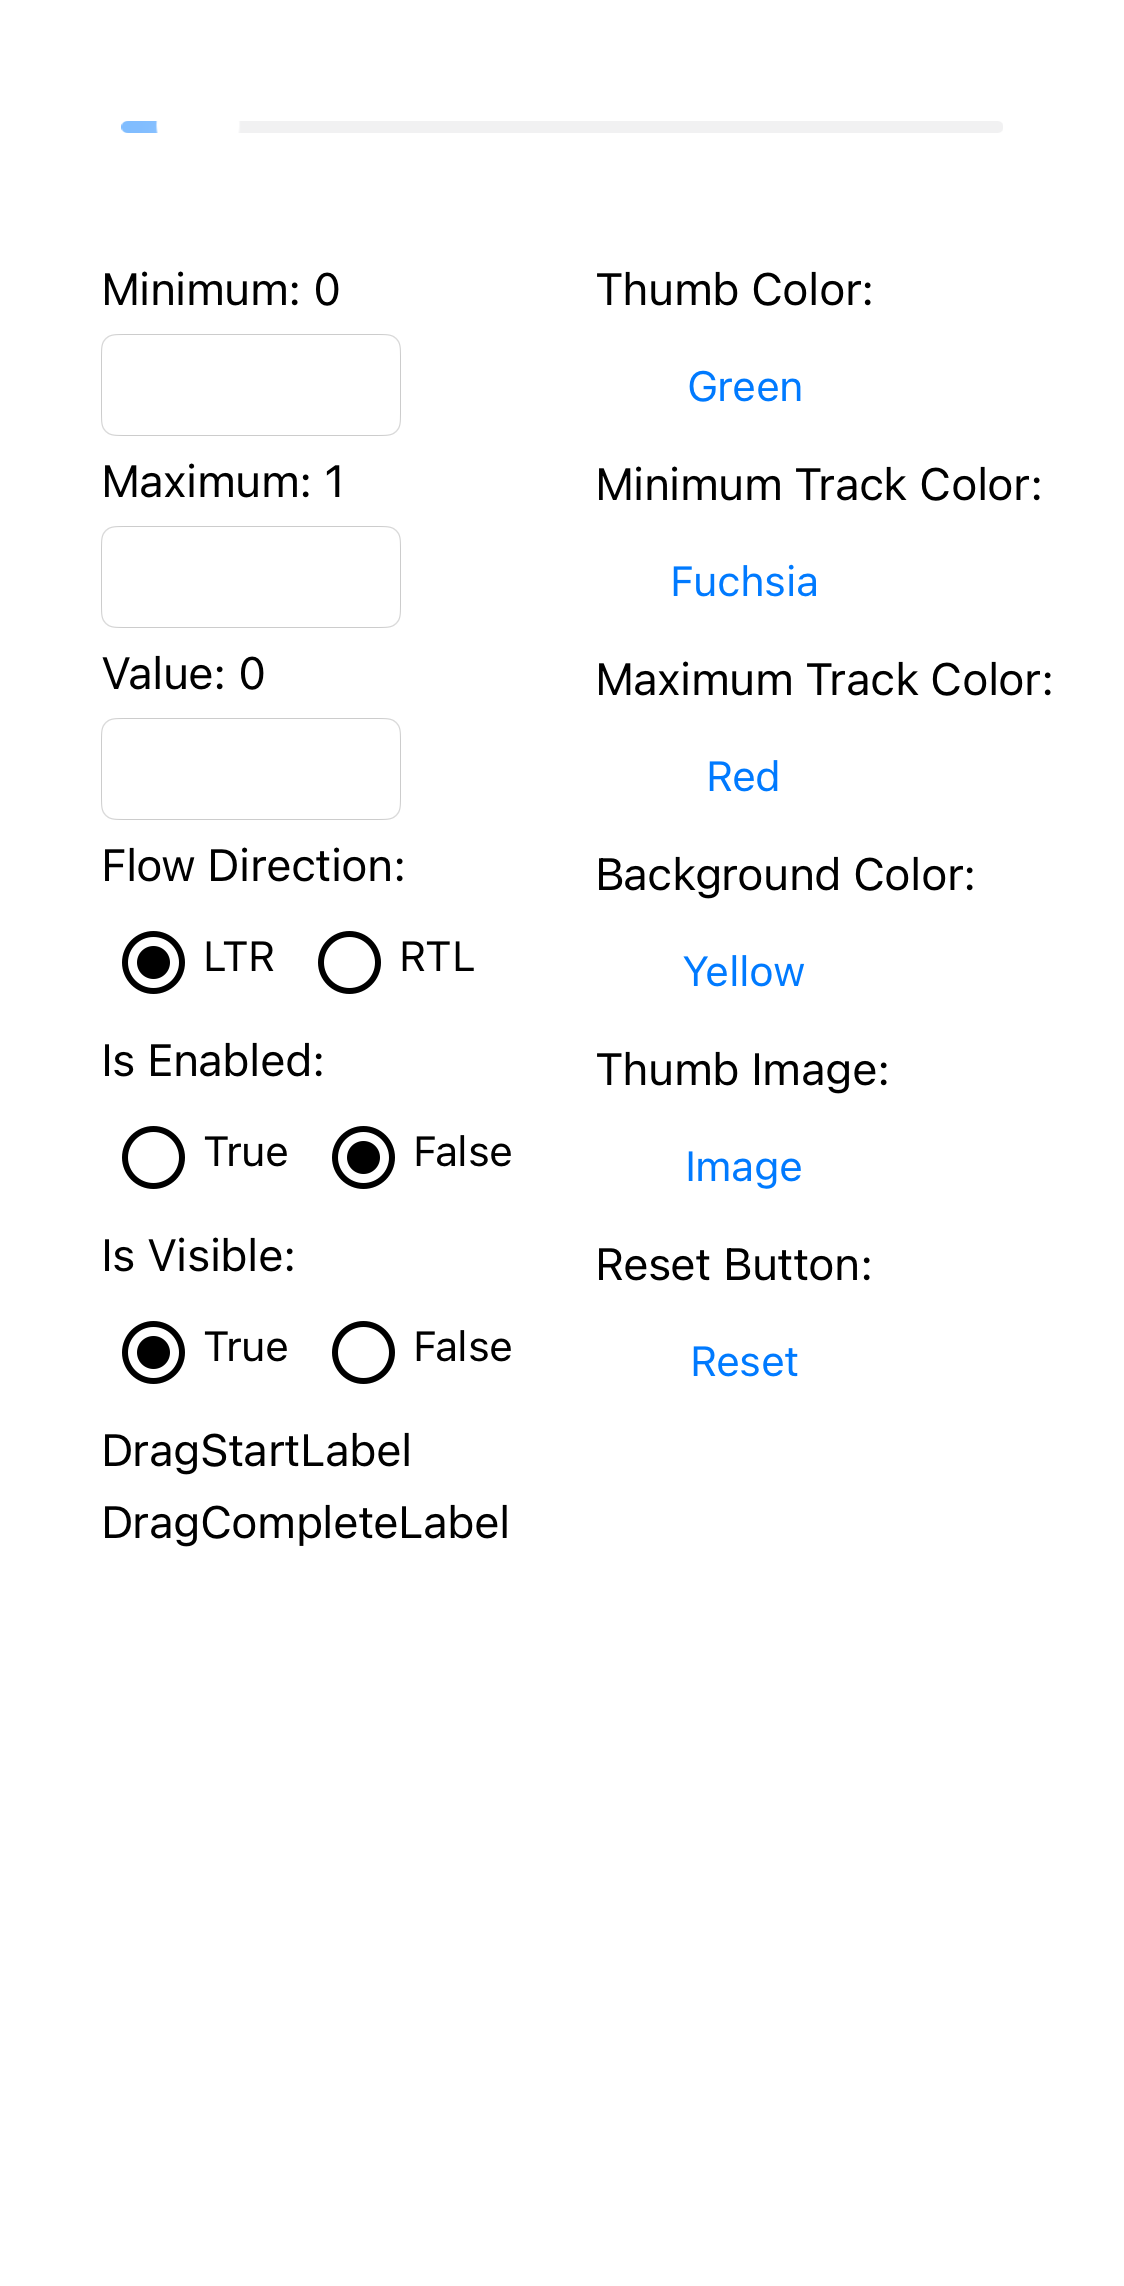 Minimum: 0
Maximum: 1
Value: 0
Flow Direction:
LTR RTL
Is Enabled:
True False
Is Visible:
True False
DragStartLabel
DragCompleteLabel
Thumb Color:
Green
Minimum Track Color:
Fuchsia
Maximum Track Color:
Red
Background Color:
Yellow
Thumb Image:
Image
Reset Button:
Reset